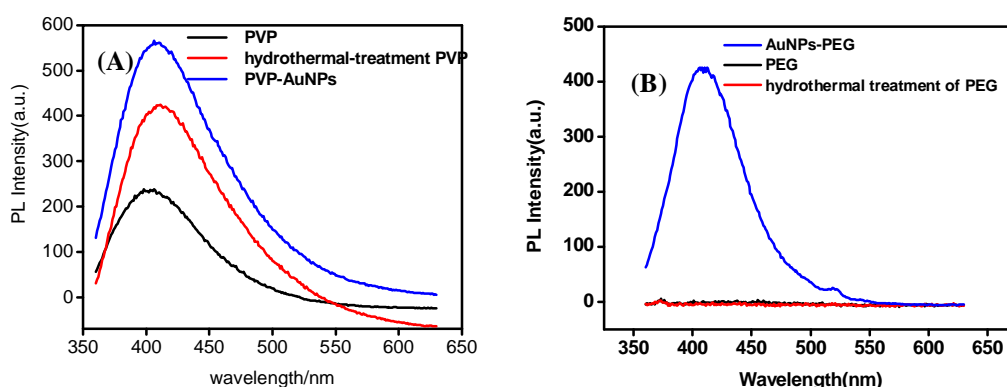 (A)
PVP
hydrothermal-treatment PVP
PVP-AuNPs
PL Intensity(a.u.)
600
500
400
300
200
100
0
350 400 450 500 550 600 650
wavelength/nm
(B)
AuNPs-PEG
PEG
hydrothermal treatment of PEG
PL Intensity(a.u.)
500
400
300
200
100
0
350 400 450 500 550 600 650
Wavelength(nm)